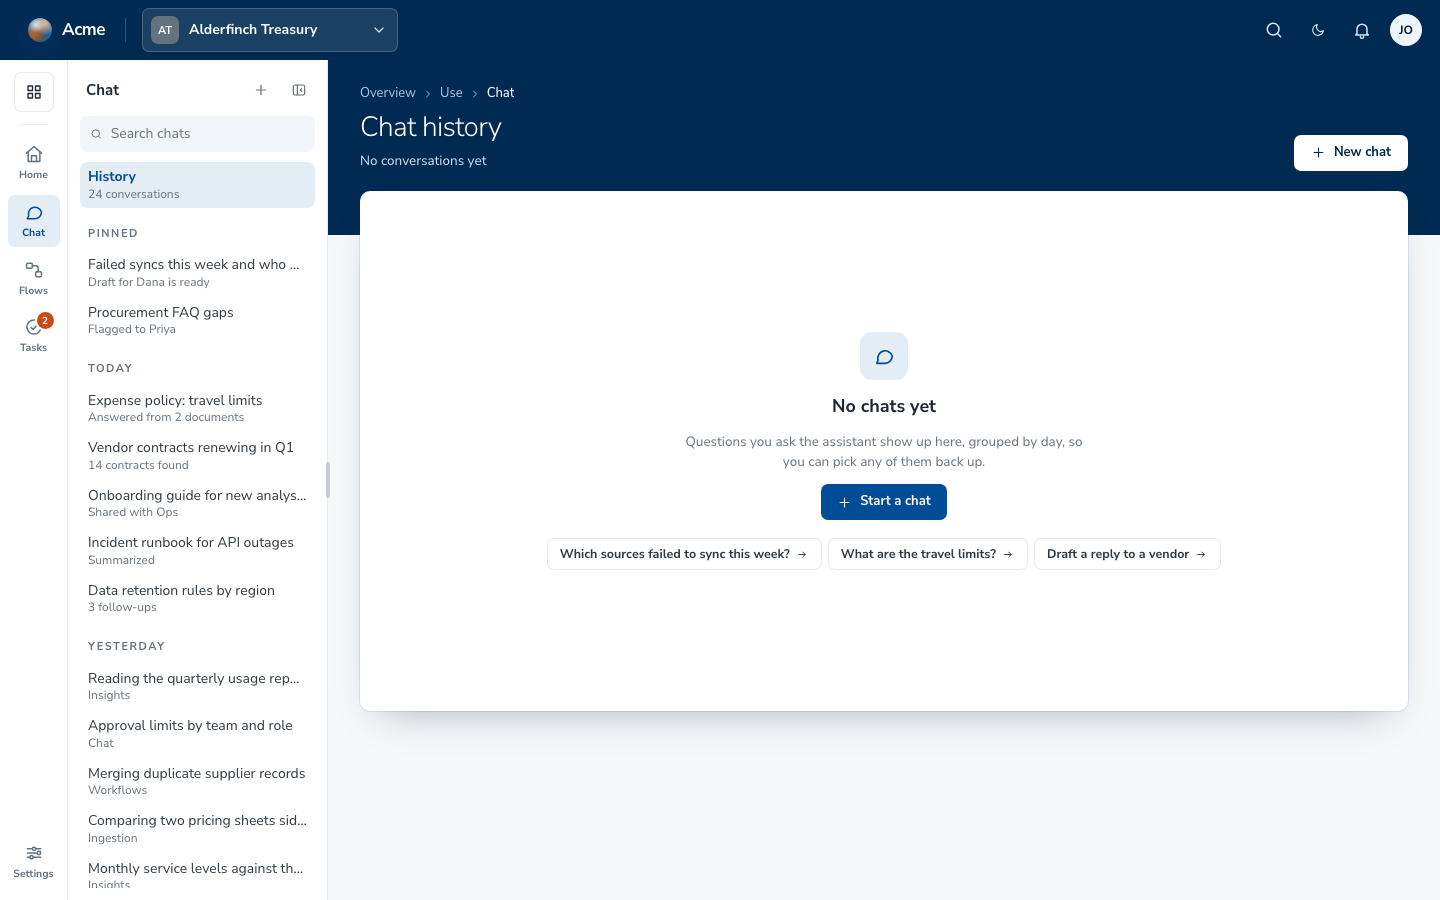 Acme
AT
Alderfinch Treasury
JO
Home
Chat
Flows
2
Tasks
Settings
Chat
Search chats
History
24 conversations
PINNED
Failed syncs this week and who ...
Draft for Dana is ready
Procurement FAQ gaps
Flagged to Priya
TODAY
Expense policy: travel limits
Answered from 2 documents
Vendor contracts renewing in Q1
14 contracts found
Onboarding guide for new analys...
Shared with Ops
Incident runbook for API outages
Summarized
Data retention rules by region
3 follow-ups
YESTERDAY
Reading the quarterly usage rep...
Insights
Approval limits by team and role
Chat
Merging duplicate supplier records
Workflows
Comparing two pricing sheets sid...
Ingestion
Monthly service levels against th...
Insights
Overview > Use > Chat
Chat history
No conversations yet
New chat
No chats yet
Questions you ask the assistant show up here, grouped by day, so
you can pick any of them back up.
Start a chat
Which sources failed to sync this week? →
What are the travel limits? →
Draft a reply to a vendor →